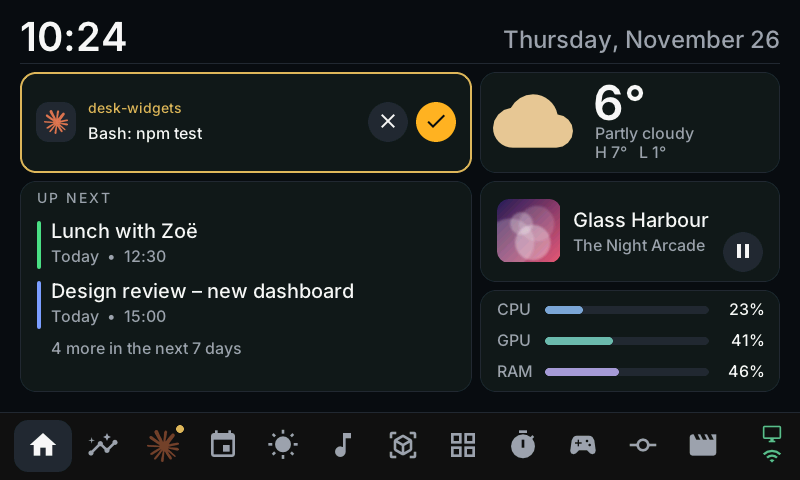 10:24
Thursday, November 26
desk-widgets
Bash: npm test
6°
Partly cloudy
H 7° L 1°
UP NEXT
Lunch with Zoë
Today • 12:30
Design review – new dashboard
Today • 15:00
4 more in the next 7 days
Glass Harbour
The Night Arcade
CPU 23%
GPU 41%
RAM 46%